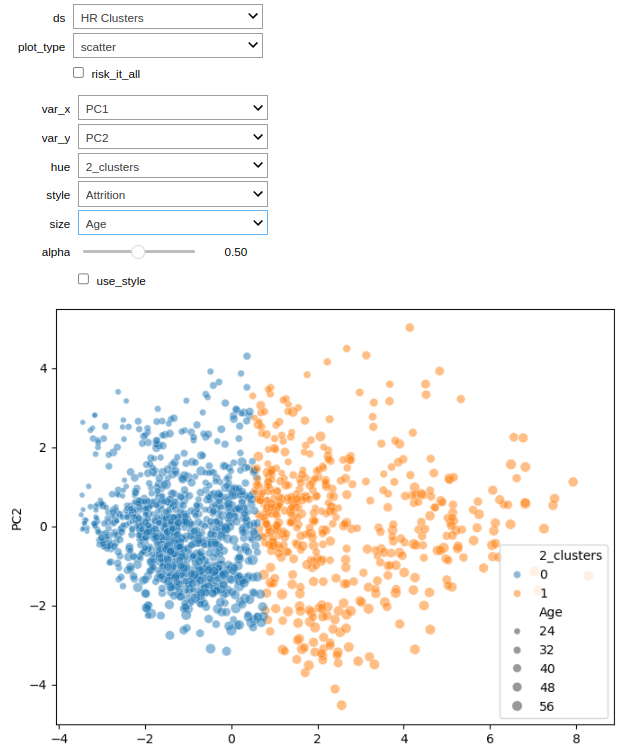 ds HR Clusters
plot_type scatter
risk_it_all
var_x PC1
var_y PC2
hue 2_clusters
style Attrition
size Age
alpha 0.50
use_style
4
2
0
−2
−4
PC2
2_clusters
0
1
Age
24
32
40
48
56
−4 −2 0 2 4 6 8